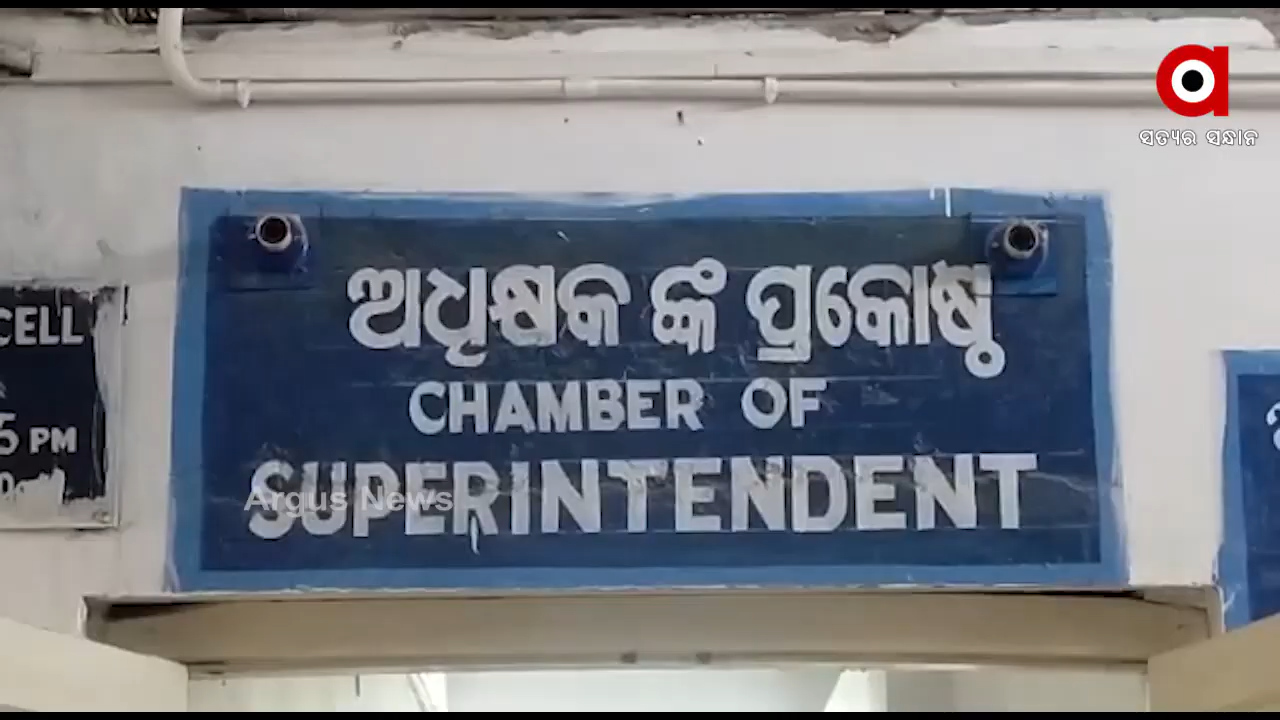 ସତ୍ୟର ସନ୍ଧାନ
ଅଧିକ୍ଷକ ଙ୍କ ପ୍ରକୋଷ୍ଠ
CHAMBER OF
SUPERINTENDENT
Argus News
CELL
PM